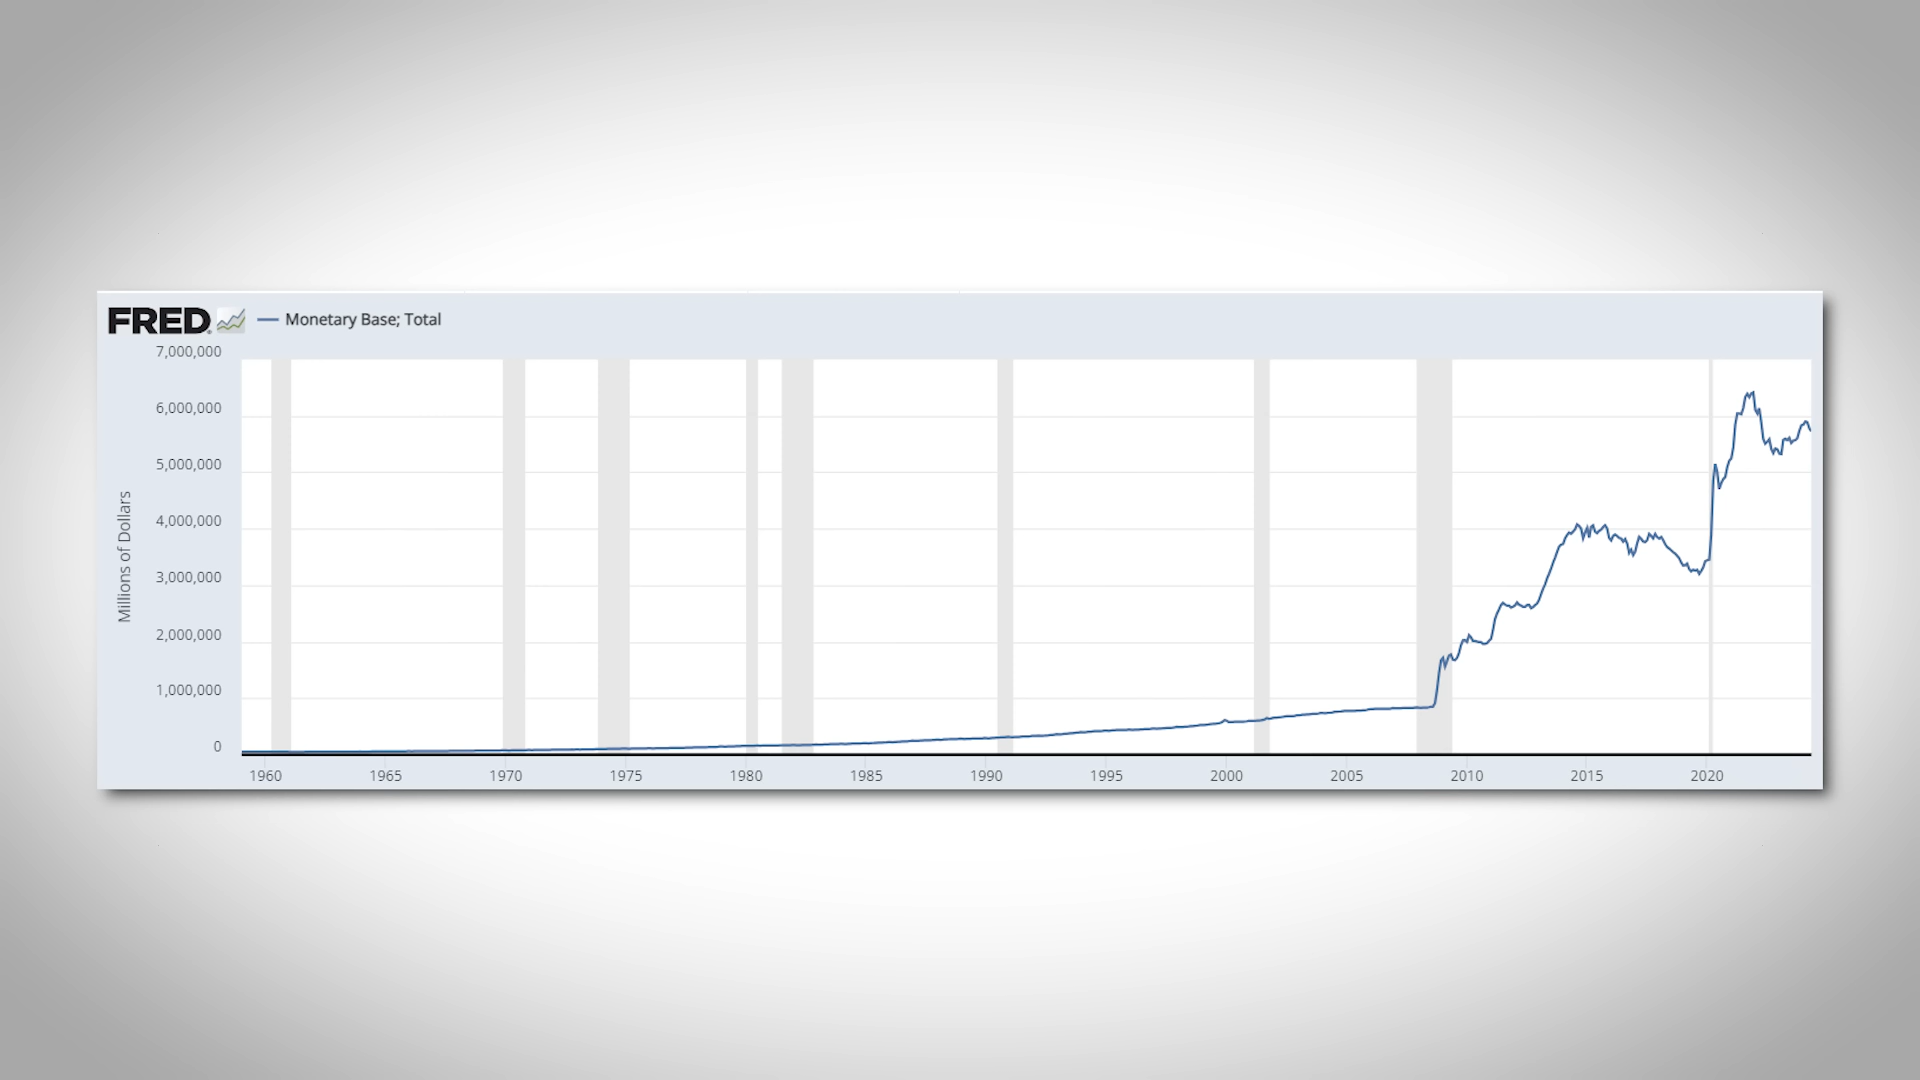 FRED
Monetary Base; Total
7,000,000
6,000,000
5,000,000
4,000,000
3,000,000
2,000,000
1,000,000
0
Millions of Dollars
1960 1965 1970 1975 1980 1985 1990 1995 2000 2005 2010 2015 2020